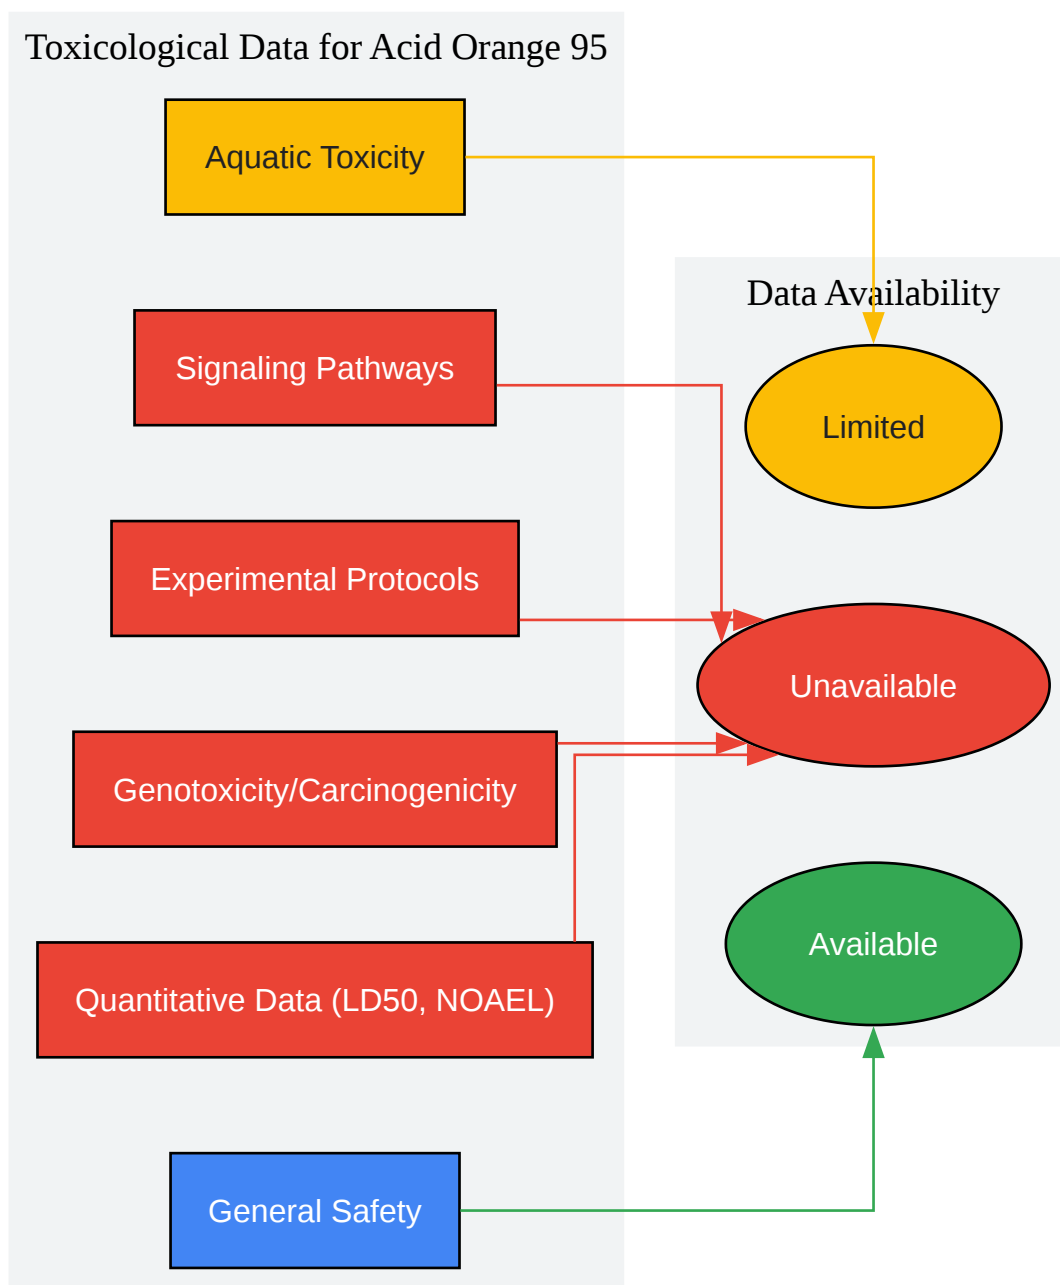 Toxicological Data for Acid Orange 95
Aquatic Toxicity
Signaling Pathways
Experimental Protocols
Genotoxicity/Carcinogenicity
Quantitative Data (LD50, NOAEL)
General Safety
Data Availability
Limited
Unavailable
Available